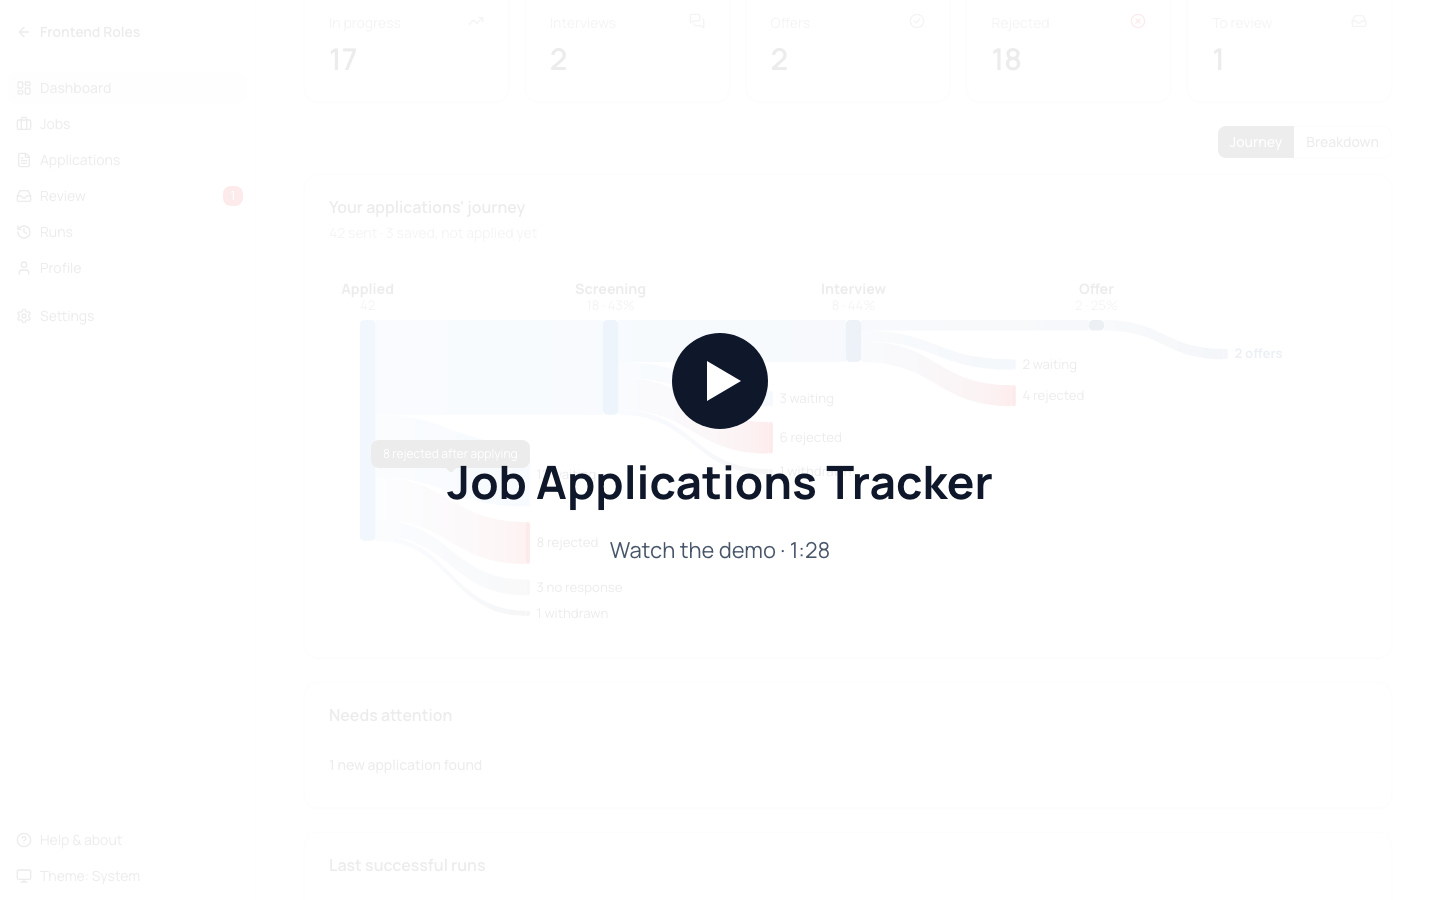 Frontend Roles
Dashboard
Jobs
Applications
Review
1
Runs
Profile
Settings
Help & about
Theme: System
In progress
17
Interviews
2
Offers
2
Rejected
18
To review
1
Journey
Breakdown
Your applications' journey
42 sent · 3 saved, not applied yet
Applied
42
Screening
18 · 43%
Interview
8 · 44%
Offer
2 · 25%
2 offers
2 waiting
4 rejected
3 waiting
6 rejected
8 rejected after applying
Job Applications Tracker
8 rejected
Watch the demo · 1:28
3 no response
1 withdrawn
Needs attention
1 new application found
Last successful runs